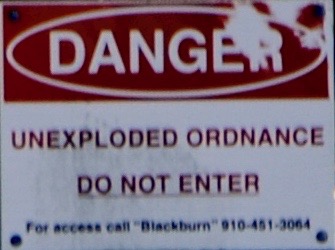 DANGER
UNEXPLODED ORDNANCE
DO NOT ENTER
For access call "Blackburn" 910-451-3064